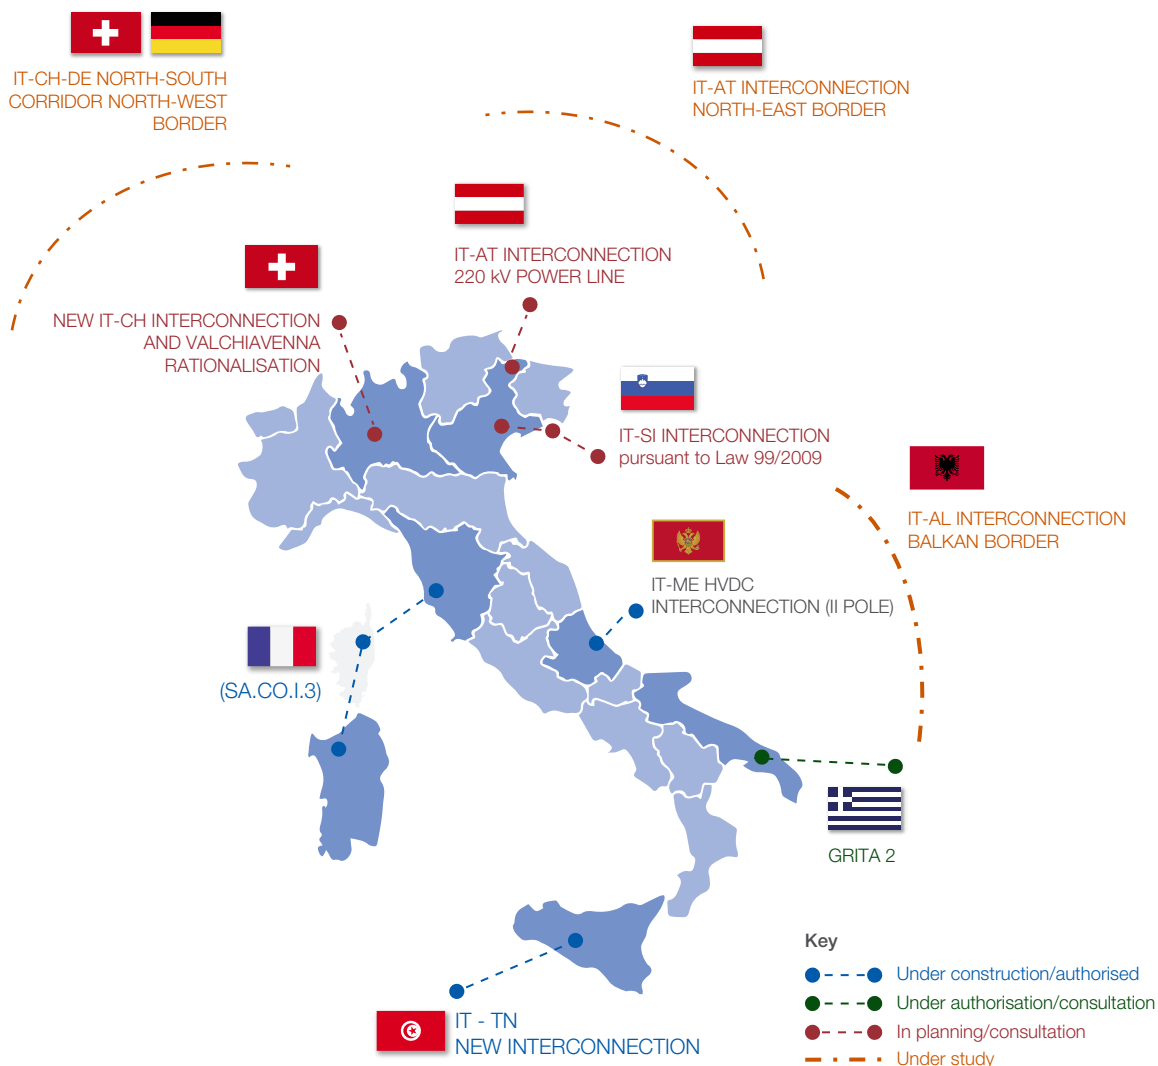 IT-CH-DE NORTH-SOUTH
CORRIDOR NORTH-WEST
BORDER
IT-AT INTERCONNECTION
NORTH-EAST BORDER
IT-AT INTERCONNECTION
220 kV POWER LINE
NEW IT-CH INTERCONNECTION
AND VALCHIAVENNA
RATIONALISATION
IT-SI INTERCONNECTION
pursuant to Law 99/2009
IT-AL INTERCONNECTION
BALKAN BORDER
IT-ME HVDC
INTERCONNECTION (II POLE)
(SA.CO.I.3)
GRITA 2
IT - TN
NEW INTERCONNECTION
Key
Under construction/authorised
Under authorisation/consultation
In planning/consultation
Under study